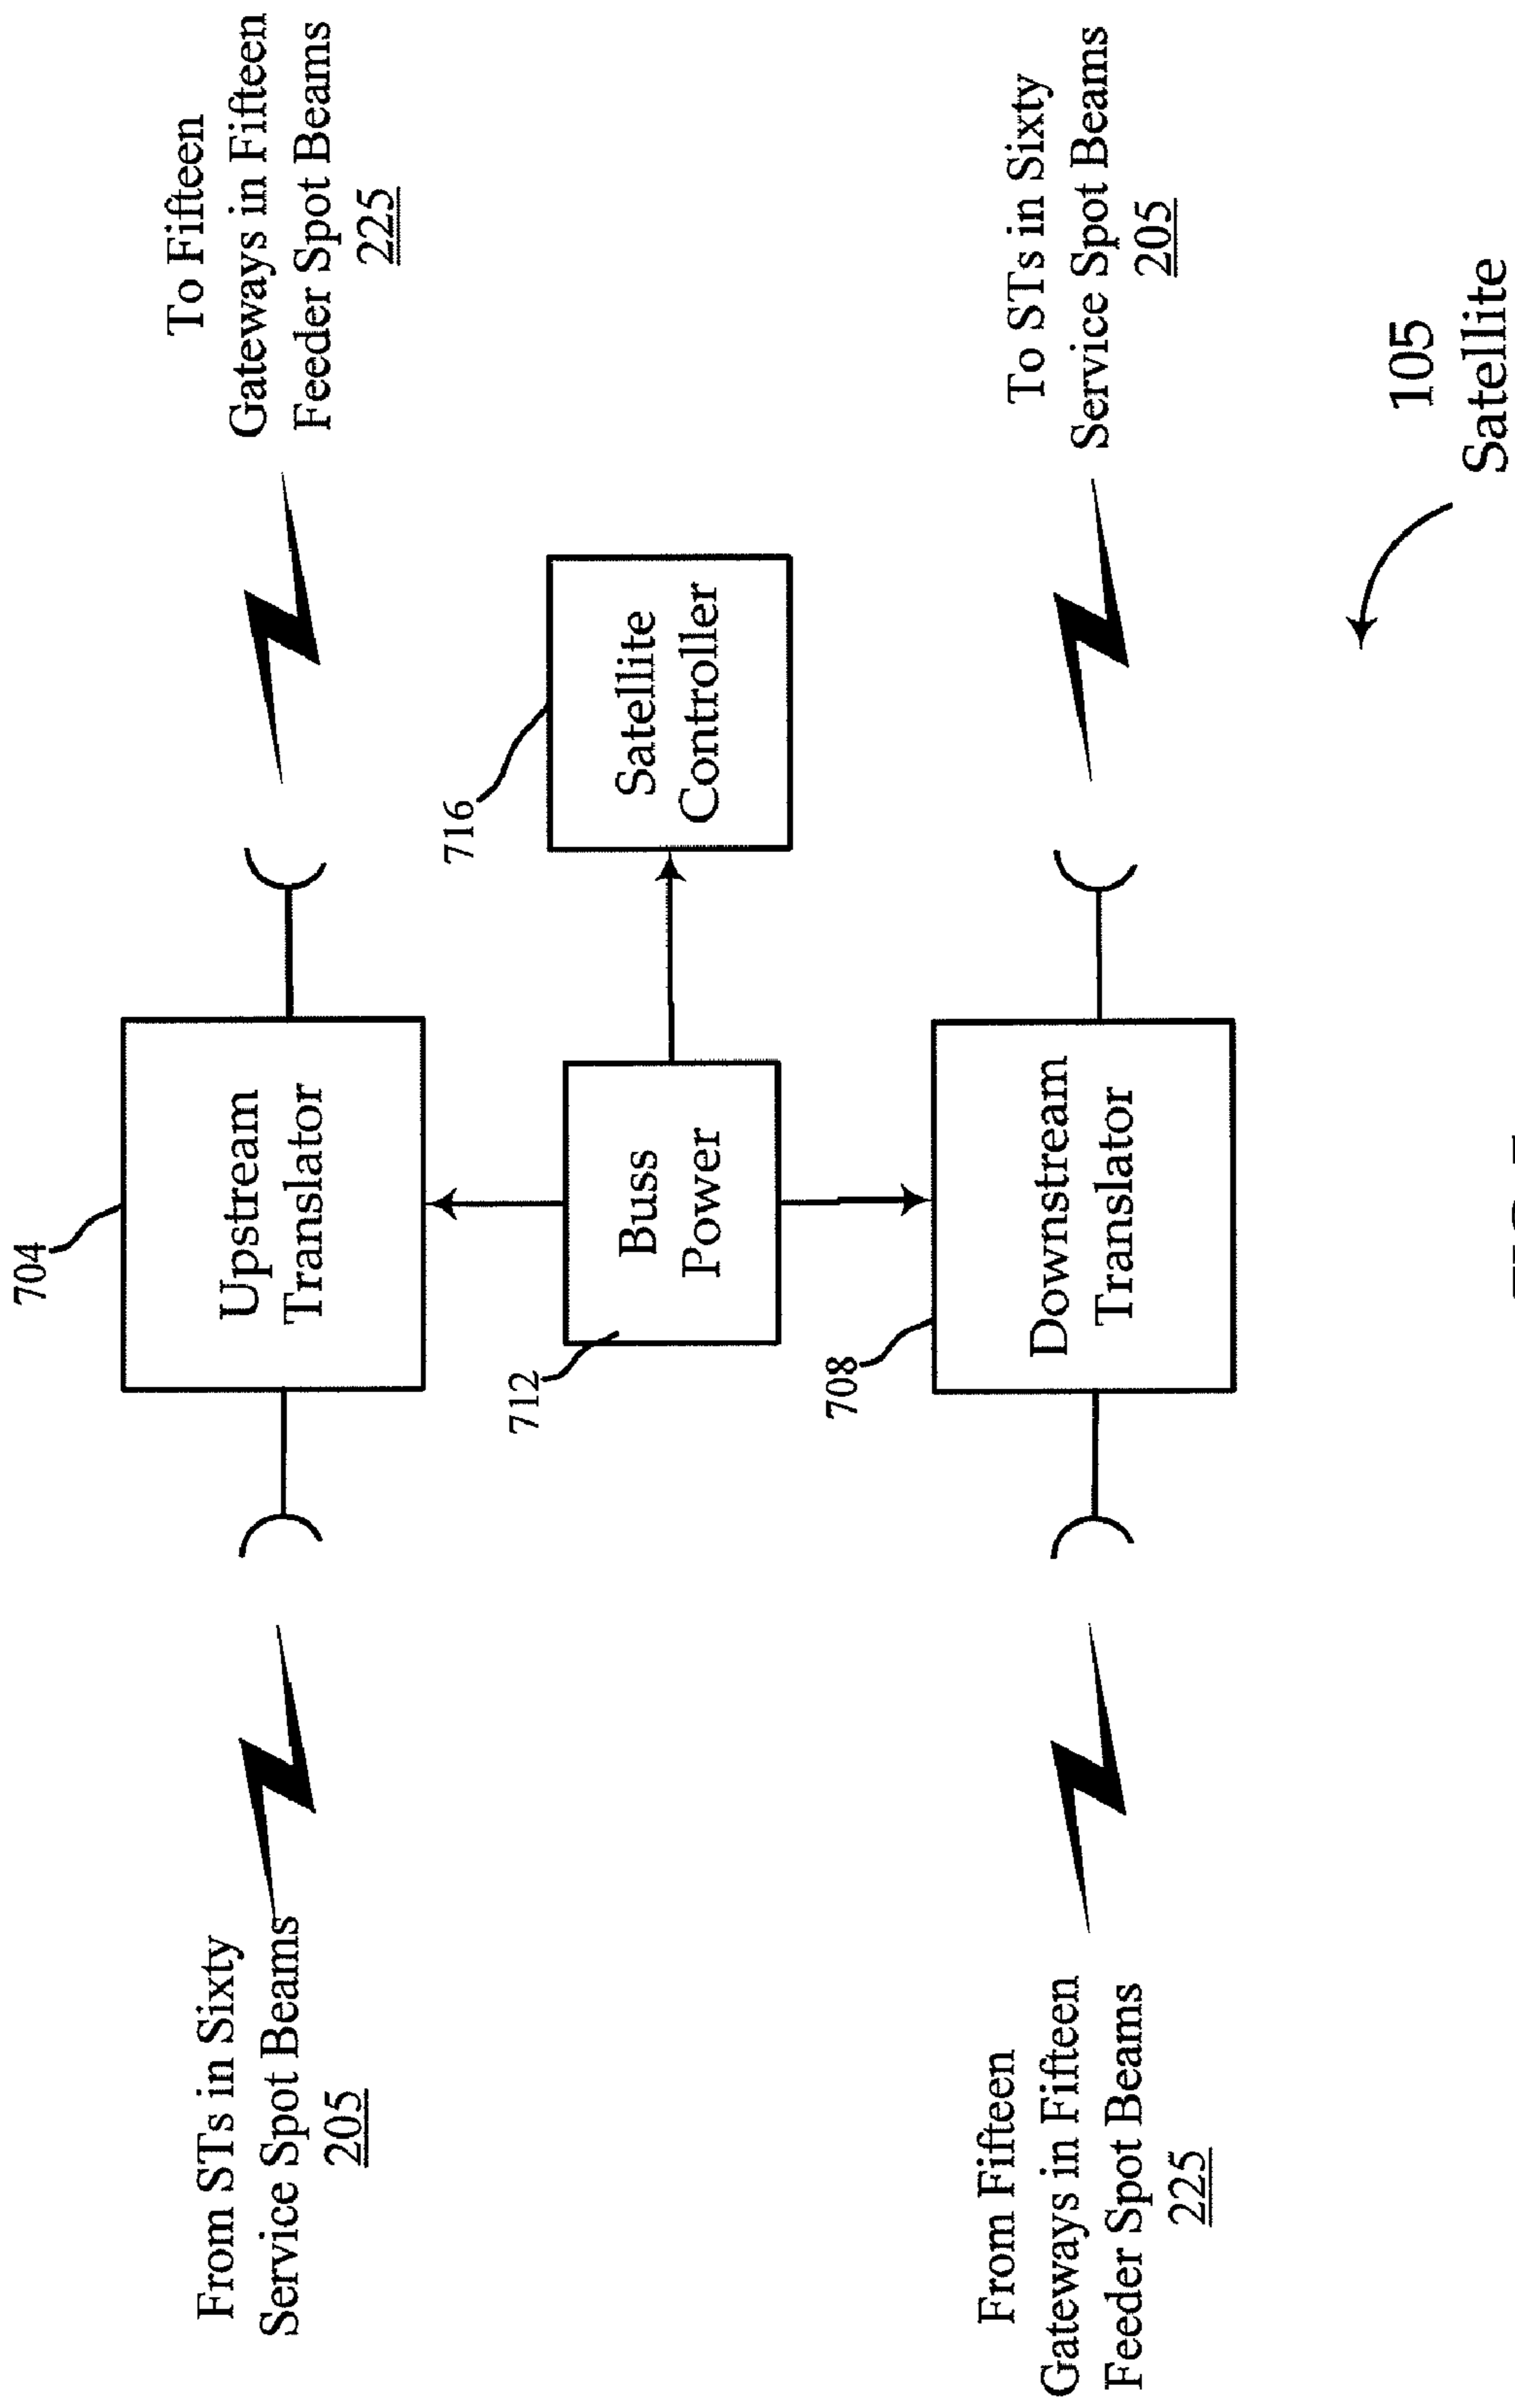 704
Upstream
Translator
From STs in Sixty
Service Spot Beams
205
To Fifteen
Gateways in Fifteen
Feeder Spot Beams
225
712
Buss
Power
716
Satellite
Controller
708
Downstream
Translator
From Fifteen
Gateways in Fifteen
Feeder Spot Beams
225
To STs in Sixty
Service Spot Beams
205
105
Satellite